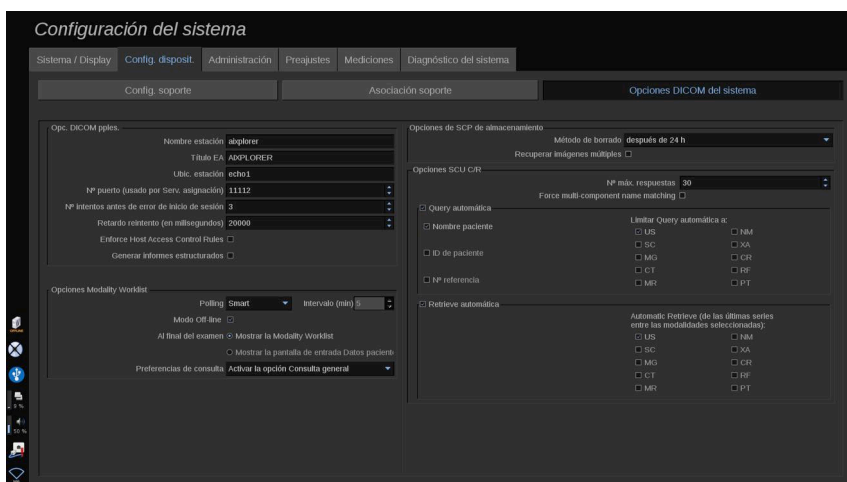 Configuración del sistema
Sistema / Display Config. disposit. Administración Preajustes Mediciones Diagnóstico del sistema
Config. soporte Asociación soporte Opciones DICOM del sistema
Opc. DICOM pples.
Nombre estación aixplorer
Título EA AIXPLORER
Ubic. estación echo1
Nº puerto (usado por Serv. asignación) 11112
Nº intentos antes de error de inicio de sesión 3
Retardo reintento (en milisegundos) 20000
Enforce Host Access Control Rules
Generar informes estructurados
Opciones Modality Worklist
Polling Smart Intervalo (min) 5
Modo Off-line
Al final del examen Mostrar la Modality Worklist
Mostrar la pantalla de entrada Datos paciente
Preferencias de consulta Activar la opción Consulta general
Opciones de SCP de almacenamiento
Método de borrado después de 24 h
Recuperar imágenes múltiples
Opciones SCU C/R
Nº máx. respuestas 30
Force multi-component name matching
Query automática
Nombre paciente
ID de paciente
Nº referencia
Limitar Query automática a:
US NM
SC XA
MG CR
CT RF
MR PT
Retrieve automática
Automatic Retrieve (de las últimas series
entre las modalidades seleccionadas):
US NM
SC XA
MG CR
CT RF
MR PT
0 %
50 %